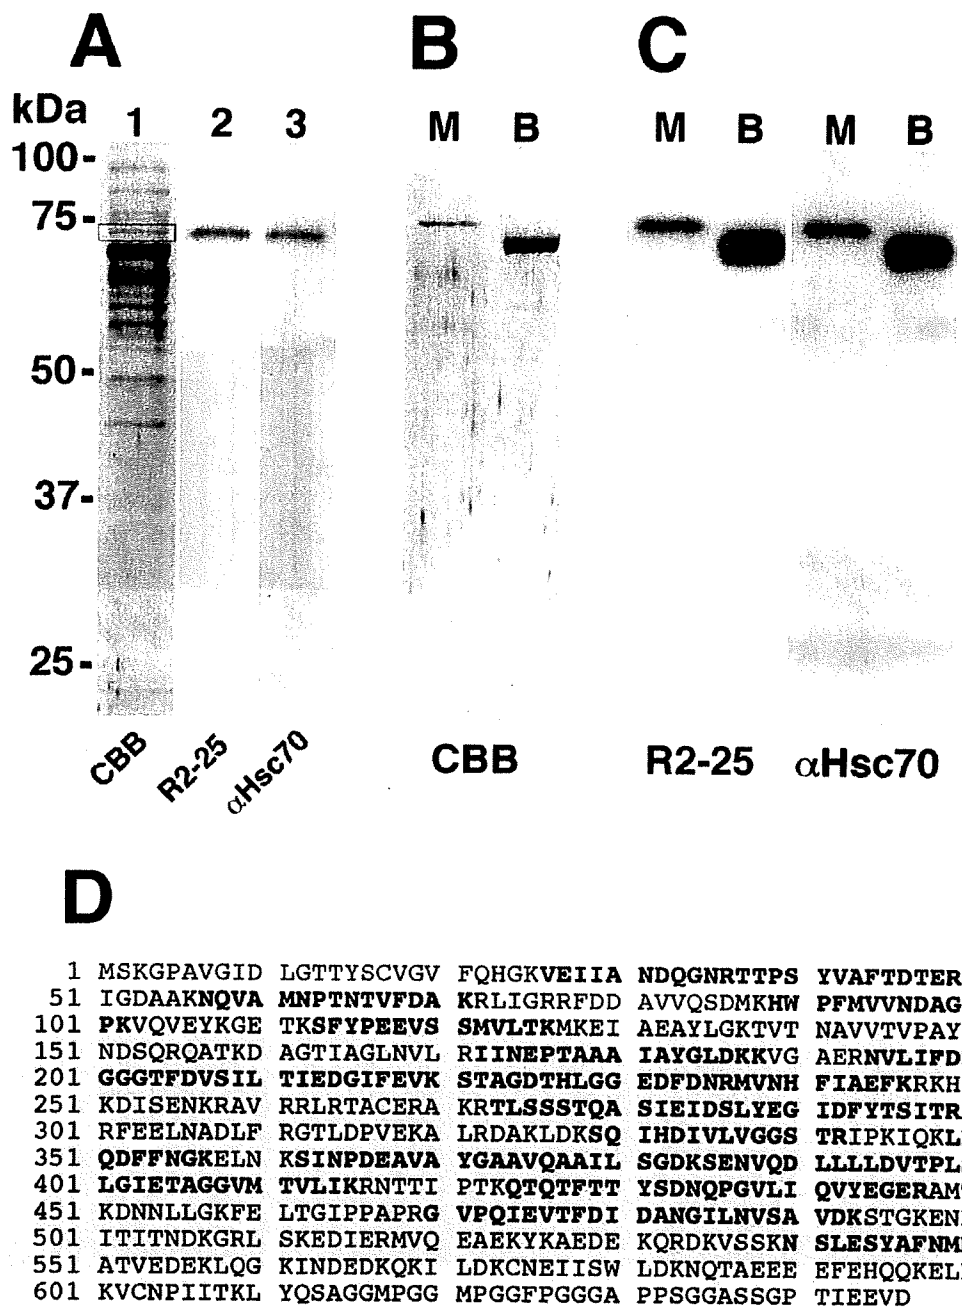 A
B
C
kDa
1 2 3
M B
M B M B
100-
75-
50-
37-
25-
CBB R2-25 αHsc70
CBB
R2-25 αHsc70
D
1 MSKGPAVGID LGTTYSCVGV FQHGKVEIIA NDQGNRTTPS YVAFTDTER
51 IGDAAKNQVA MNPTNTVFDA KRLIGRRFDD AVVQSDMKHW PFMVVNDAG
101 PKVQVEYKGE TKSFYPEEVS SMVLTKMKEI AEAYLGKTVT NAVVTVPAY
151 NDSQRQATKD AGTIAGLNVL RIINEPTAAA IAYGLDKKVG AERNVLIFD
201 GGGTFDVSIL TIEDGIFEVK STAGDTHLGG EDFDNRMVNH FIAEFKRKH
251 KDISENKRAV RRLRTACERA KRTLSSSTQA SIEIDSLYEG IDFYTSITR
301 RFEELNADLF RGTLDPVEKA LRDAKLDKSQ IHDIVLVGGS TRIPKIQKL
351 QDFFNGKELN KSINPDEAVA YGAAVQAAIL SGDKSENVQD LLLLDVTPL
401 LGIETAGGVM TVLIKRNTTI PTKQTQTFTT YSDNQPGVLI QVYEGERAM
451 KDNNLLGKFE LTGIPPAPRG VPQIEVTFDI DANGILNVSA VDKSTGKEN
501 ITITNDKGRL SKEDIERMVQ EAEKYKAEDE KQRDKVSSKN SLESYAFNM
551 ATVEDEKLQG KINDEDKQKI LDKCNEIISW LDKNQTAEEE EFEHQQKEL
601 KVCNPIITKL YQSAGGMPGG MPGGFPGGGA PPSGGASSGP TIEEVD